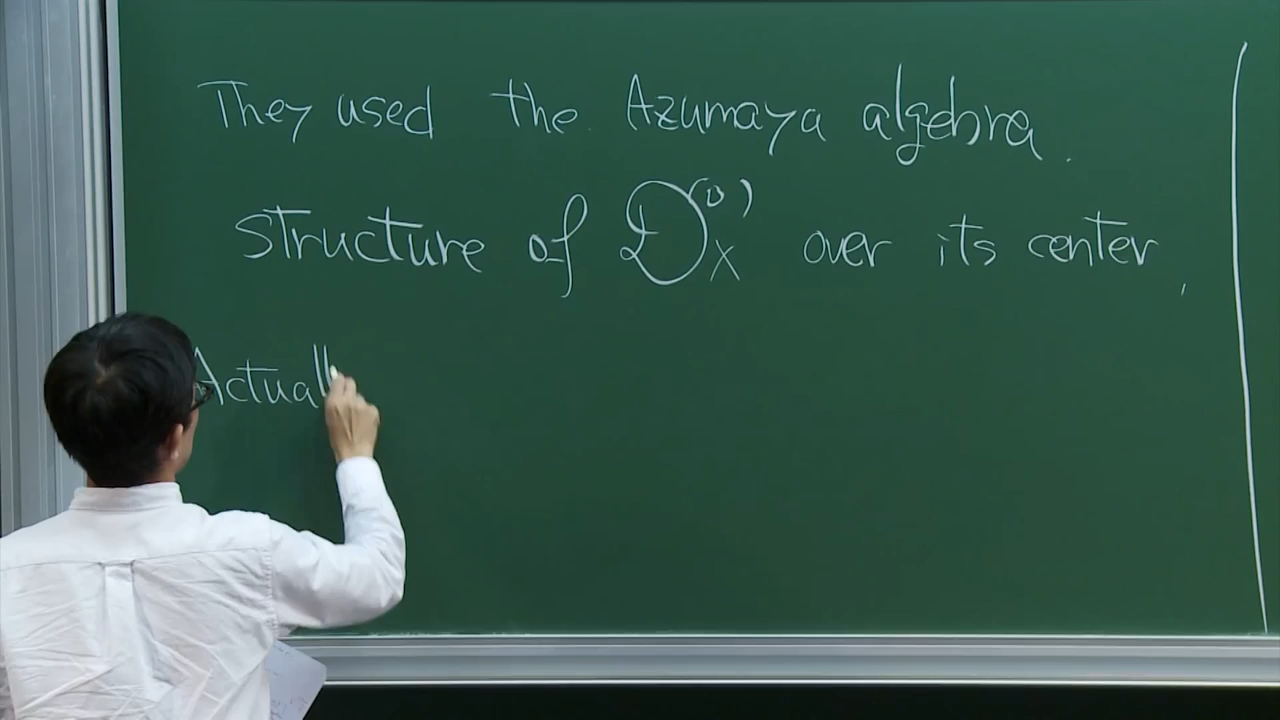 They used the Azumaya algebra.
structure of 𝒟_X^(0) over its center,
Actuall